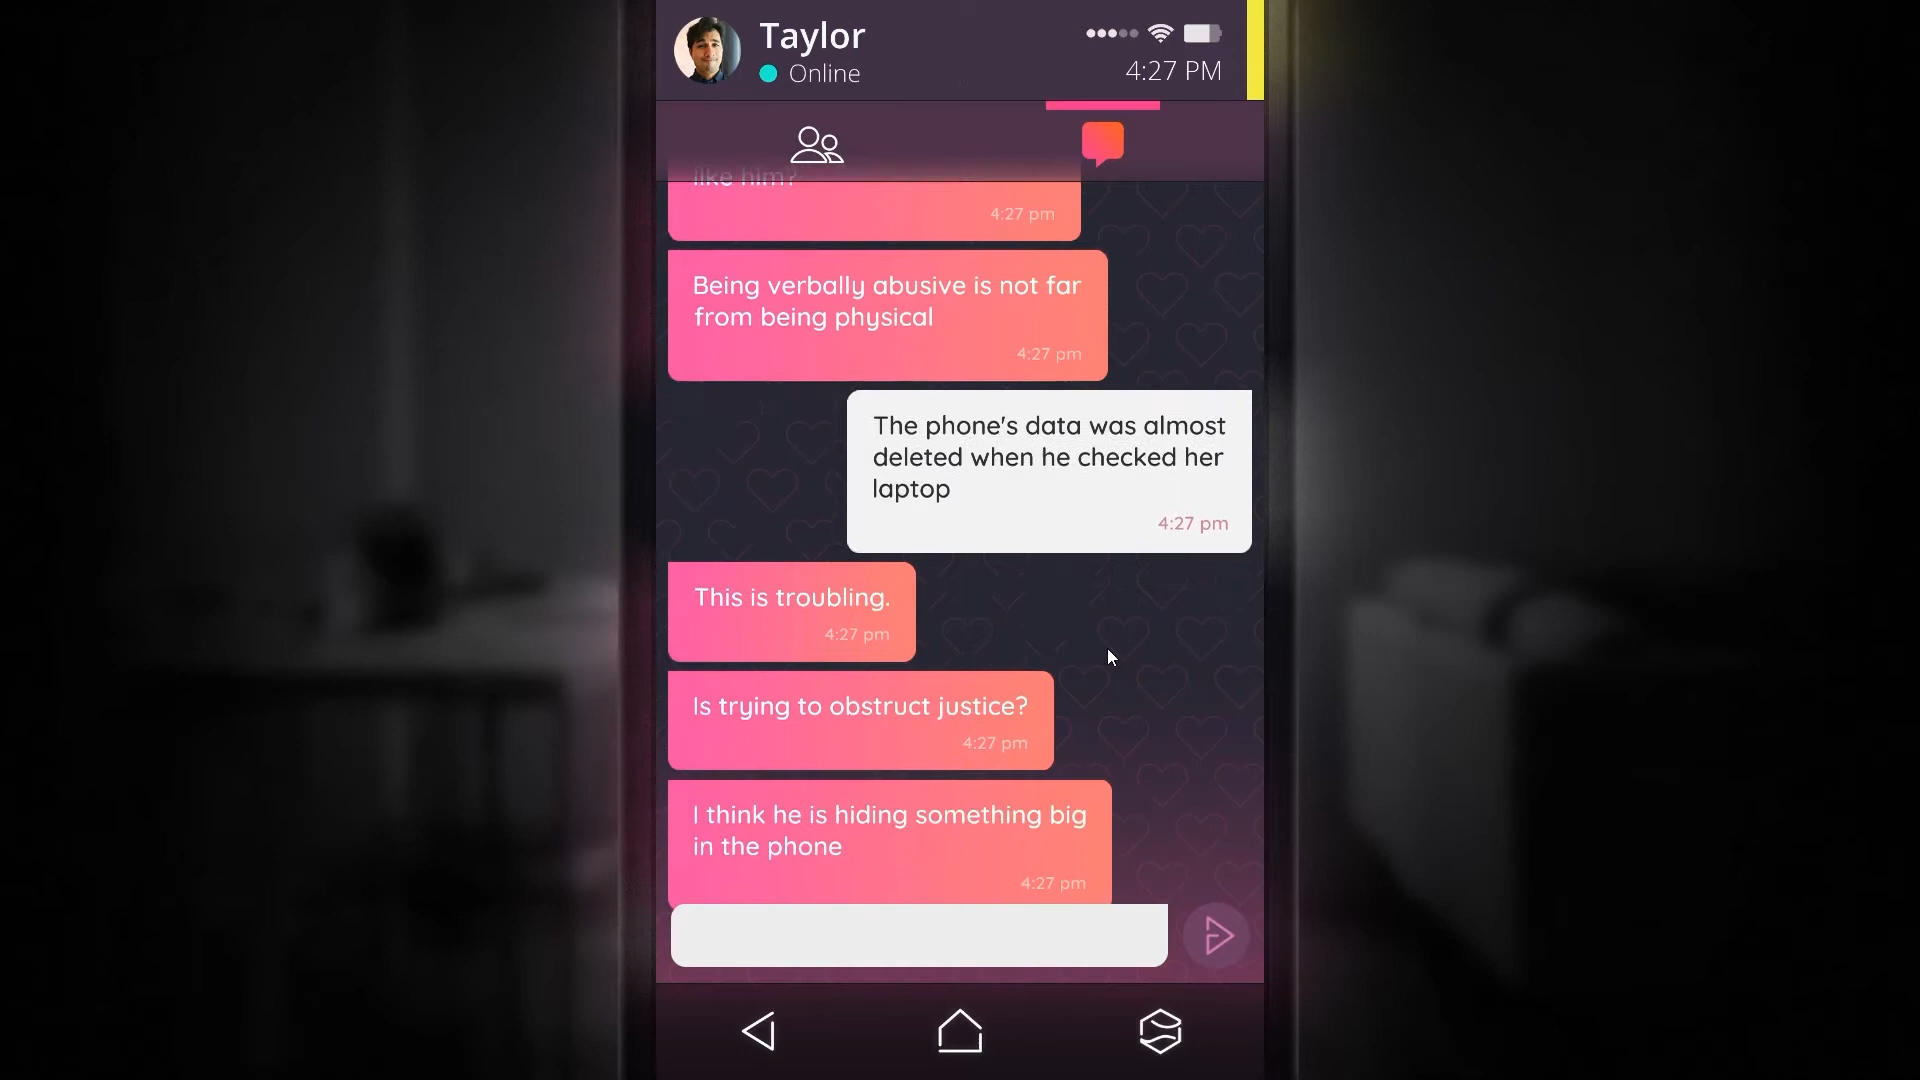 Taylor
Online
4:27 PM
like him?
4:27 pm
Being verbally abusive is not far
from being physical
4:27 pm
The phone's data was almost
deleted when he checked her
laptop
4:27 pm
This is troubling.
4:27 pm
Is trying to obstruct justice?
4:27 pm
I think he is hiding something big
in the phone
4:27 pm